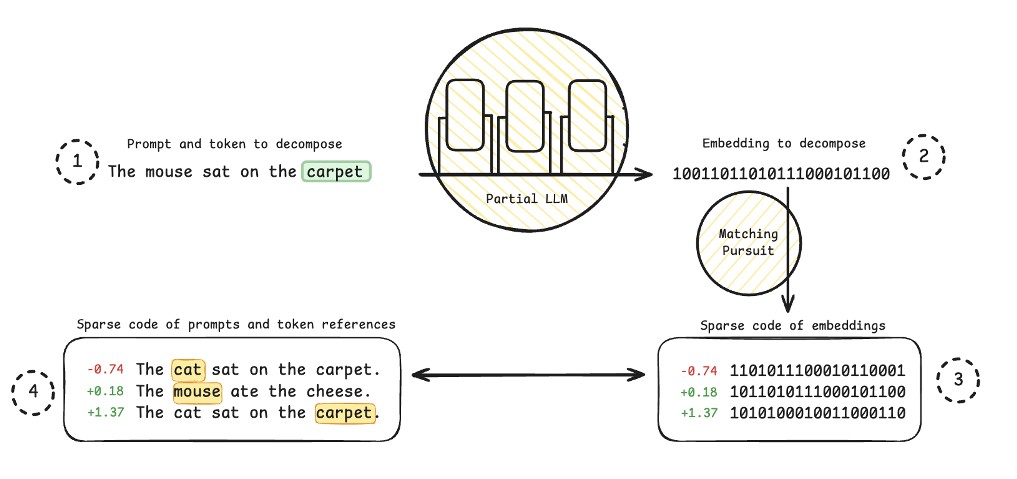 Prompt and token to decompose
1
The mouse sat on the carpet
Partial LLM
Embedding to decompose
2
10011011010111000101100
Matching
Pursuit
Sparse code of prompts and token references
4
-0.74 The cat sat on the carpet.
+0.18 The mouse ate the cheese.
+1.37 The cat sat on the carpet.
Sparse code of embeddings
3
-0.74 1101011100010110001
+0.18 1011010111000101100
+1.37 10101000100110001​10